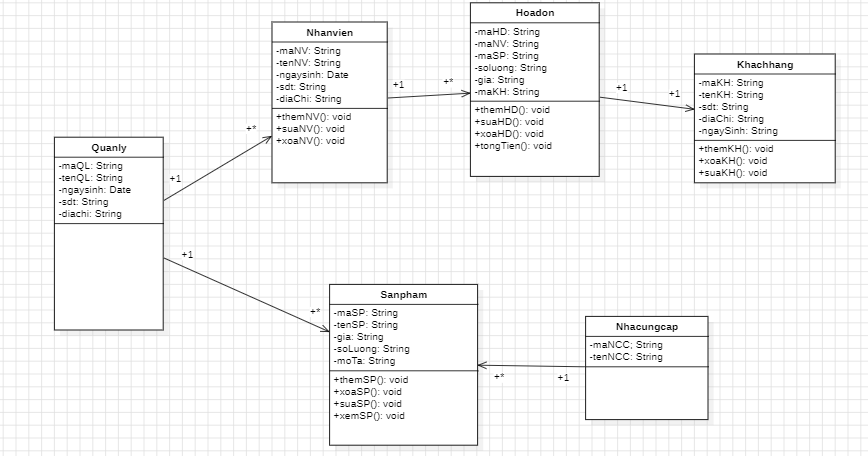 Nhanvien
-maNV: String
-tenNV: String
-ngaysinh: Date
-sdt: String
-diaChi: String
+themNV(): void
+suaNV(): void
+xoaNV(): void
Hoadon
-maHD: String
-maNV: String
-maSP: String
-soluong: String
-gia: String
-maKH: String
+themHD(): void
+suaHD(): void
+xoaHD(): void
+tongTien(): void
Khachhang
-maKH: String
-tenKH: String
-sdt: String
-diaChi: String
-ngaySinh: String
+themKH(): void
+xoaKH(): void
+suaKH(): void
+1
+*
+1
+1
Quanly
-maQL: String
-tenQL: String
-ngaysinh: Date
-sdt: String
-diachi: String
+*
+1
+1
+*
Sanpham
-maSP: String
-tenSP: String
-gia: String
-soLuong: String
-moTa: String
+themSP(): void
+xoaSP(): void
+suaSP(): void
+xemSP(): void
Nhacungcap
-maNCC; String
-tenNCC: String
+*
+1